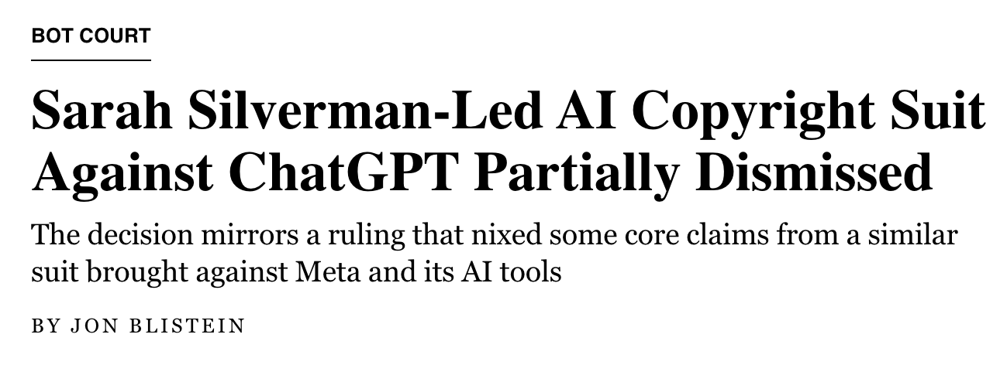 BOT COURT
Sarah Silverman-Led AI Copyright Suit
Against ChatGPT Partially Dismissed
The decision mirrors a ruling that nixed some core claims from a similar
suit brought against Meta and its AI tools
BY JON BLISTEIN